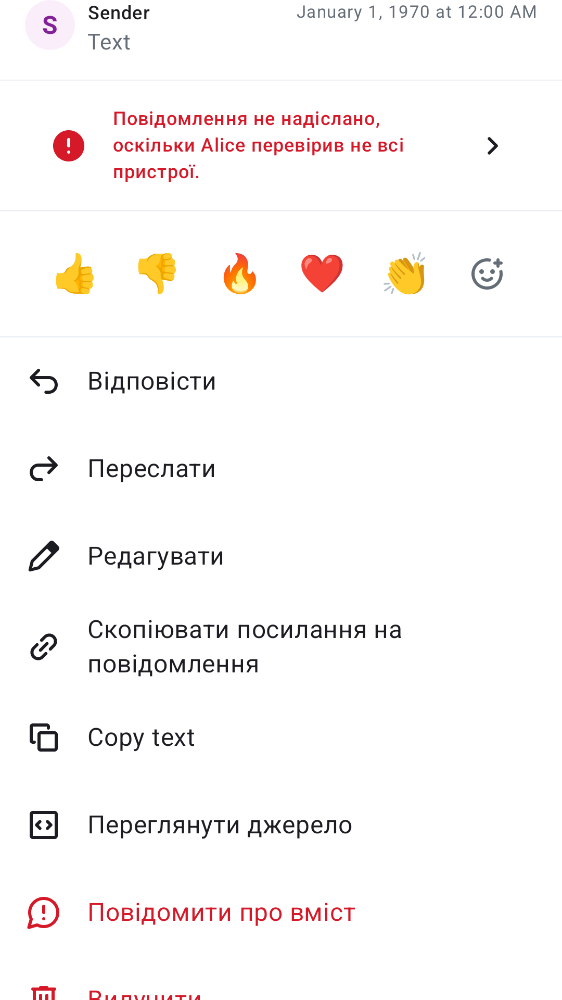 S
Sender
January 1, 1970 at 12:00 AM
Text
Повідомлення не надіслано,
оскільки Alice перевірив не всі
пристрої.
Відповісти
Переслати
Редагувати
Скопіювати посилання на
повідомлення
Copy text
Переглянути джерело
Повідомити про вміст
Вилучити